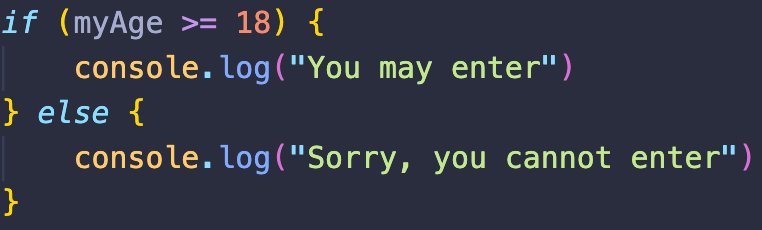 if (myAge >= 18) {
    console.log("You may enter")
} else {
    console.log("Sorry, you cannot enter")
}